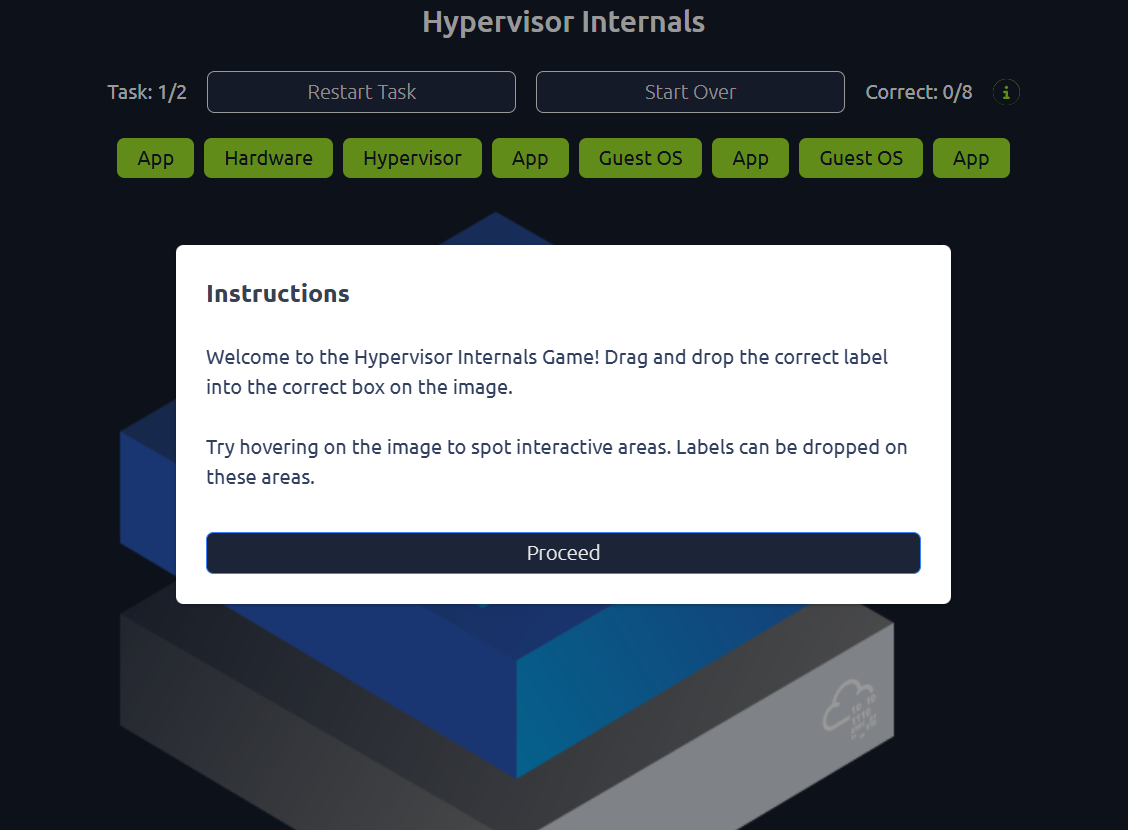 Hypervisor Internals
Task: 1/2 Restart Task Start Over Correct: 0/8 i
App Hardware Hypervisor App Guest OS App Guest OS App
Instructions
Welcome to the Hypervisor Internals Game! Drag and drop the correct label
into the correct box on the image.
Try hovering on the image to spot interactive areas. Labels can be dropped on
these areas.
Proceed